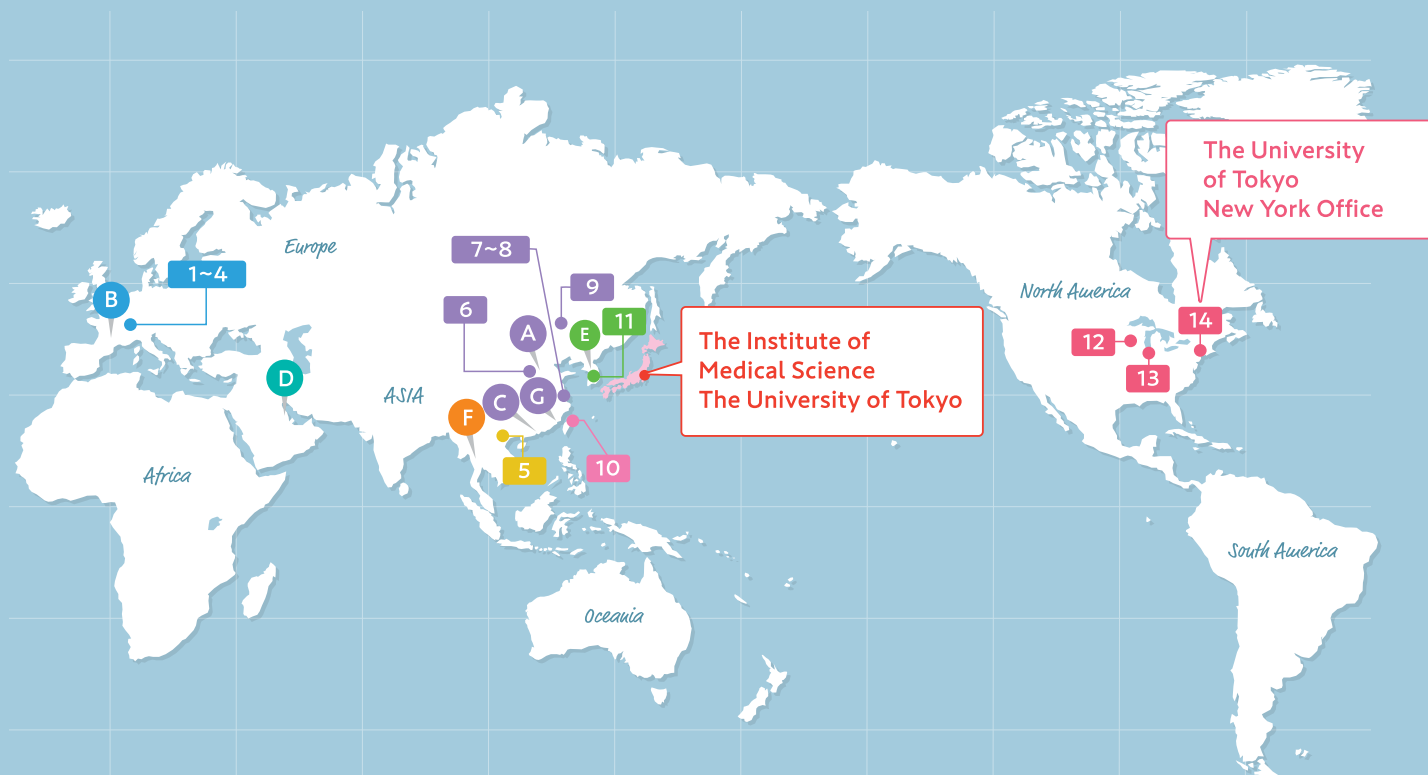 The University
of Tokyo
New York Office
Europe
7~8
1~4
9
B
North America
6
11
14
A
E
12
The Institute of
Medical Science
The University of Tokyo
13
D
ASIA
C
G
F
5
10
Africa
South America
Oceania